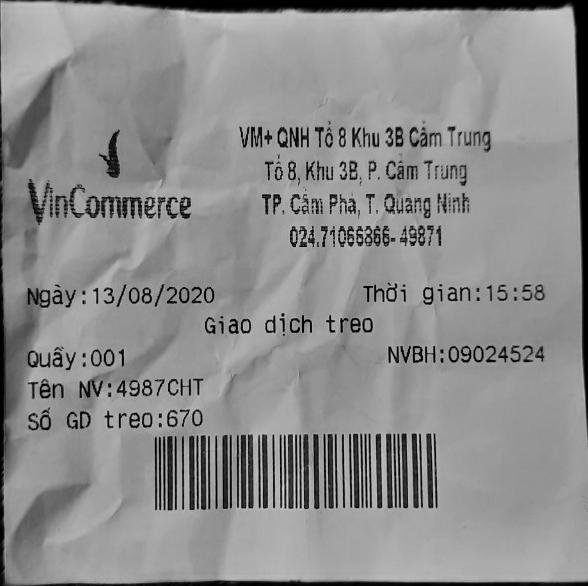 VM+ QNH Tổ 8 Khu 3B Cẩm Trung
Tổ 8, Khu 3B, P. Cẩm Trung
VinCommerce
TP. Cẩm Phả, T. Quảng Ninh
024.71066866-49871
Ngày:13/08/2020 Thời gian:15:58
Giao dịch treo
Quầy:001 NVBH:09024524
Tên NV:4987CHT
Số GD treo:670